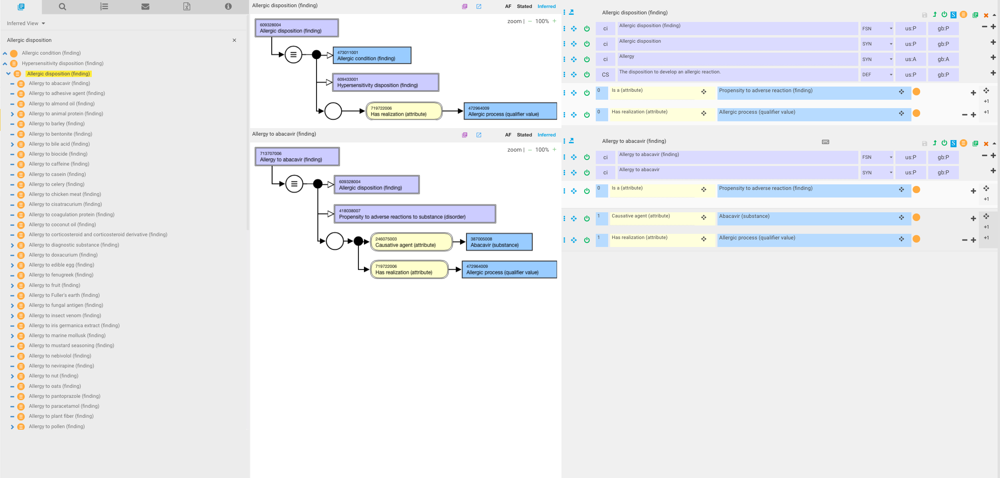 Inferred View
Allergic disposition
Allergic condition (finding)
Hypersensitivity disposition (finding)
Allergic disposition (finding)
Allergy to abacavir (finding)
Allergy to adhesive agent (finding)
Allergy to almond oil (finding)
Allergy to animal protein (finding)
Allergy to barley (finding)
Allergy to bentonite (finding)
Allergy to bile acid (finding)
Allergy to biocide (finding)
Allergy to caffeine (finding)
Allergy to casein (finding)
Allergy to celery (finding)
Allergy to chicken meat (finding)
Allergy to cisatracurium (finding)
Allergy to coagulation protein (finding)
Allergy to coconut oil (finding)
Allergy to corticosteroid and corticosteroid derivative (finding)
Allergy to diagnostic substance (finding)
Allergy to doxacurium (finding)
Allergy to edible egg (finding)
Allergy to fenugreek (finding)
Allergy to fruit (finding)
Allergy to Fuller's earth (finding)
Allergy to fungal antigen (finding)
Allergy to insect venom (finding)
Allergy to iris germanica extract (finding)
Allergy to marine mollusk (finding)
Allergy to mustard seasoning (finding)
Allergy to nebivolol (finding)
Allergy to nevirapine (finding)
Allergy to nut (finding)
Allergy to oats (finding)
Allergy to pantoprazole (finding)
Allergy to paracetamol (finding)
Allergy to plant fiber (finding)
Allergy to pollen (finding)
Allergic disposition (finding) AF Stated Inferred
zoom | − 100% +
609328004
Allergic disposition (finding)
473011001
Allergic condition (finding)
609433001
Hypersensitivity disposition (finding)
719722006
Has realization (attribute)
472964009
Allergic process (qualifier value)
Allergy to abacavir (finding) AF Stated Inferred
zoom | − 100% +
713707006
Allergy to abacavir (finding)
609328004
Allergic disposition (finding)
418038007
Propensity to adverse reactions to substance (disorder)
246075003
Causative agent (attribute)
387005008
Abacavir (substance)
719722006
Has realization (attribute)
472964009
Allergic process (qualifier value)
Allergic disposition (finding) S
ci Allergic disposition (finding) FSN us:P gb:P
ci Allergic disposition SYN us:P gb:P
ci Allergy SYN us:A gb:A
CS The disposition to develop an allergic reaction. DEF us:P gb:P
0 Is a (attribute) Propensity to adverse reaction (finding)
+1
0 Has realization (attribute) Allergic process (qualifier value) +1
Allergy to abacavir (finding) S
ci Allergy to abacavir (finding) FSN us:P gb:P
ci Allergy to abacavir SYN us:P gb:P
0 Is a (attribute) Propensity to adverse reaction (finding)
+1
1 Causative agent (attribute) Abacavir (substance)
+1
1 Has realization (attribute) Allergic process (qualifier value) +1